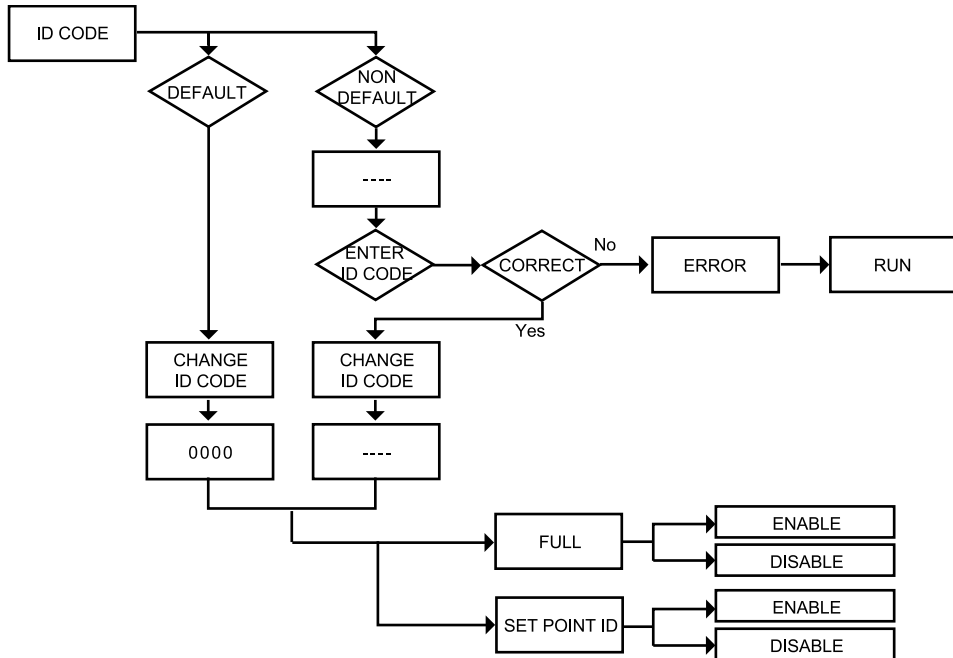 ID CODE
DEFAULT
NON
DEFAULT
----
ENTER
ID CODE
CORRECT
No
ERROR
RUN
Yes
CHANGE
ID CODE
CHANGE
ID CODE
0000
----
FULL
ENABLE
DISABLE
SET POINT ID
ENABLE
DISABLE